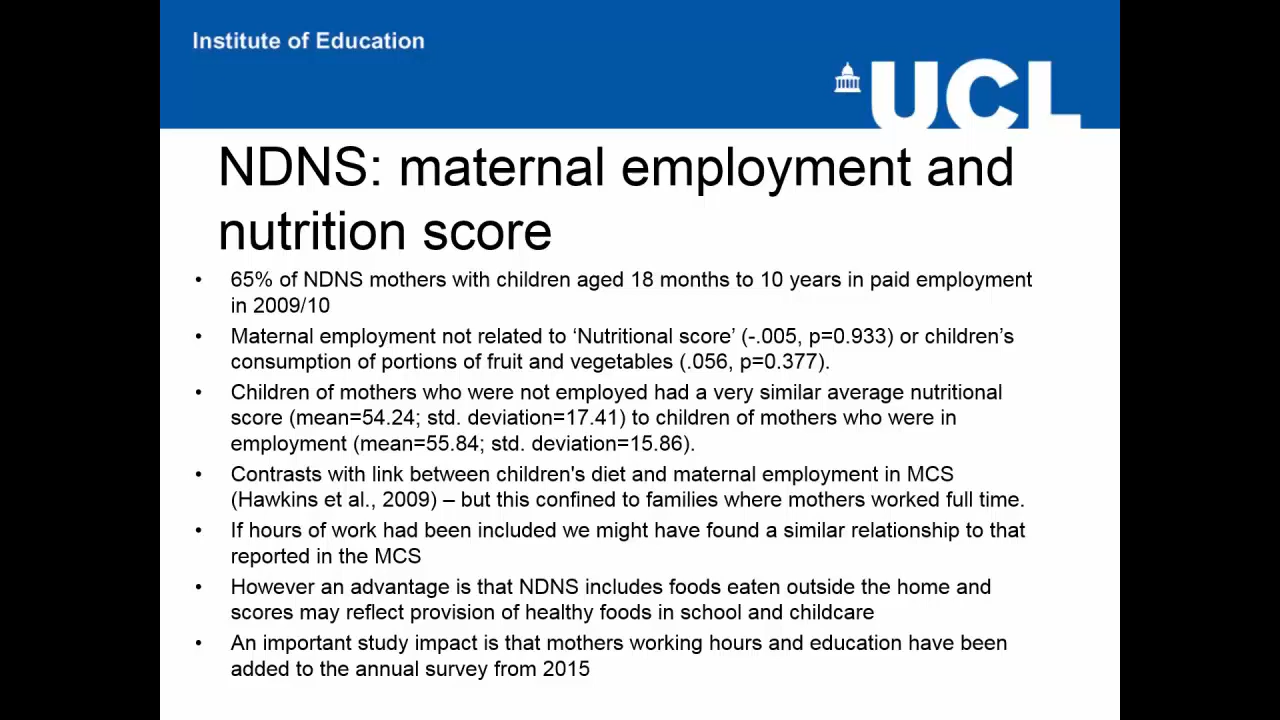 Institute of Education
UCL
NDNS: maternal employment and
nutrition score
• 65% of NDNS mothers with children aged 18 months to 10 years in paid employment
in 2009/10
• Maternal employment not related to ‘Nutritional score’ (-.005, p=0.933) or children’s
consumption of portions of fruit and vegetables (.056, p=0.377).
• Children of mothers who were not employed had a very similar average nutritional
score (mean=54.24; std. deviation=17.41) to children of mothers who were in
employment (mean=55.84; std. deviation=15.86).
• Contrasts with link between children's diet and maternal employment in MCS
(Hawkins et al., 2009) – but this confined to families where mothers worked full time.
• If hours of work had been included we might have found a similar relationship to that
reported in the MCS
• However an advantage is that NDNS includes foods eaten outside the home and
scores may reflect provision of healthy foods in school and childcare
• An important study impact is that mothers working hours and education have been
added to the annual survey from 2015